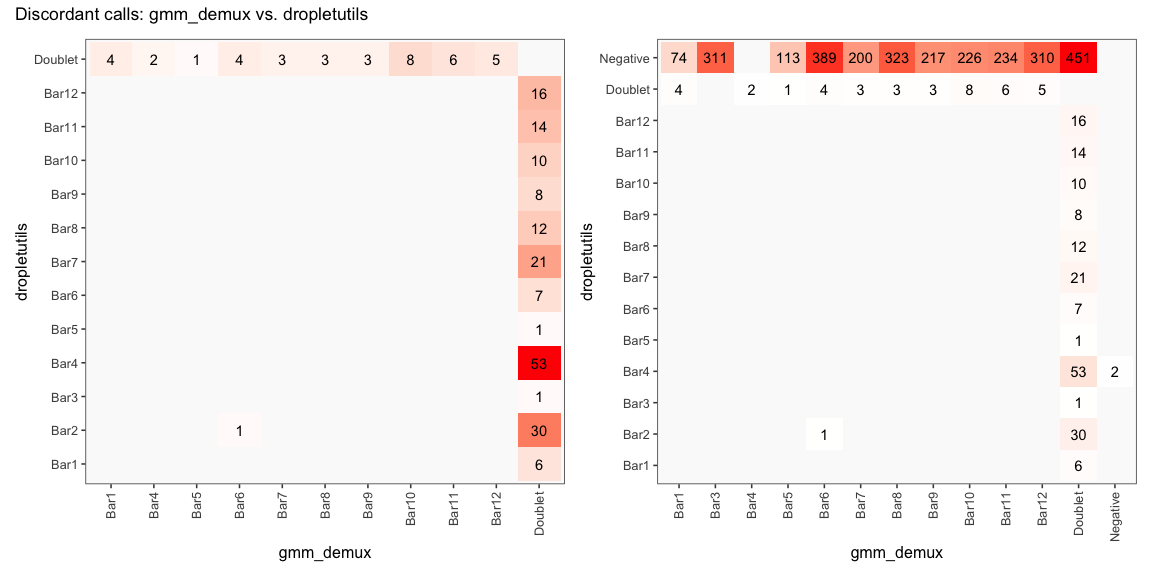 Discordant calls: gmm_demux vs. dropletutils
Doublet 4 2 1 4 3 3 3 8 6 5
Bar12 16
Bar11 14
Bar10 10
Bar9 8
Bar8 12
Bar7 21
Bar6 7
Bar5 1
Bar4 53
Bar3 1
Bar2 1 30
Bar1 6
dropletutils
Bar1 Bar4 Bar5 Bar6 Bar7 Bar8 Bar9 Bar10 Bar11 Bar12 Doublet
gmm_demux
Negative 74 311 113 389 200 323 217 226 234 310 451
Doublet 4 2 1 4 3 3 3 8 6 5
Bar12 16
Bar11 14
Bar10 10
Bar9 8
Bar8 12
Bar7 21
Bar6 7
Bar5 1
Bar4 53 2
Bar3 1
Bar2 1 30
Bar1 6
dropletutils
Bar1 Bar3 Bar4 Bar5 Bar6 Bar7 Bar8 Bar9 Bar10 Bar11 Bar12 Doublet Negative
gmm_demux